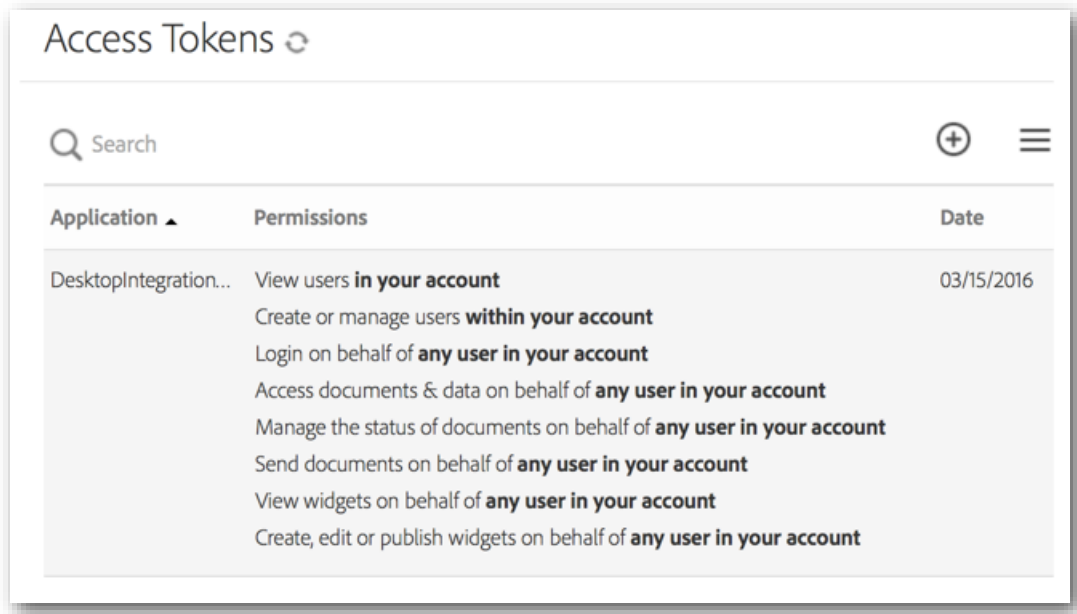 Access Tokens
Search
Application Permissions Date
DesktopIntegration... View users in your account 03/15/2016
Create or manage users within your account
Login on behalf of any user in your account
Access documents & data on behalf of any user in your account
Manage the status of documents on behalf of any user in your account
Send documents on behalf of any user in your account
View widgets on behalf of any user in your account
Create, edit or publish widgets on behalf of any user in your account